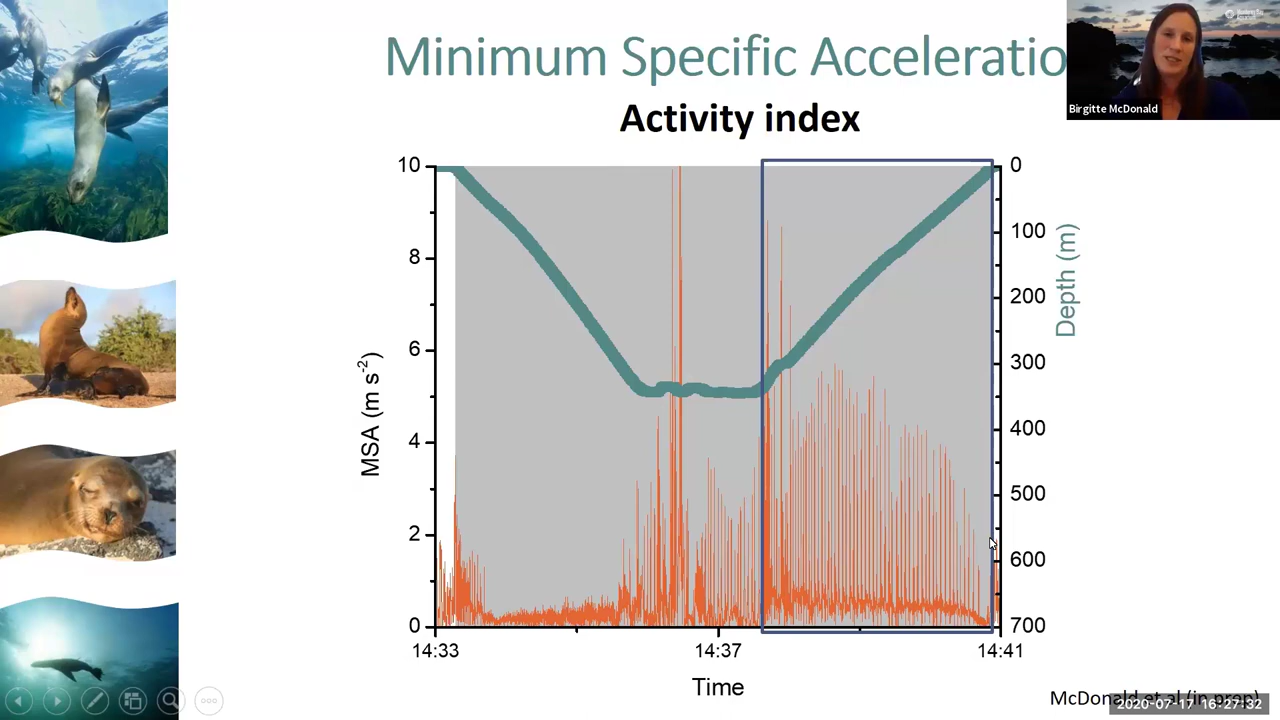 Minimum Specific Acceleratio
Activity index
Birgitte McDonald
10
8
6
4
2
0
MSA (m s-2)
0
100
200
300
400
500
600
700
Depth (m)
14:33
14:37
14:41
Time
McDonald et al (in prep)
2020-07-17 16:27:32